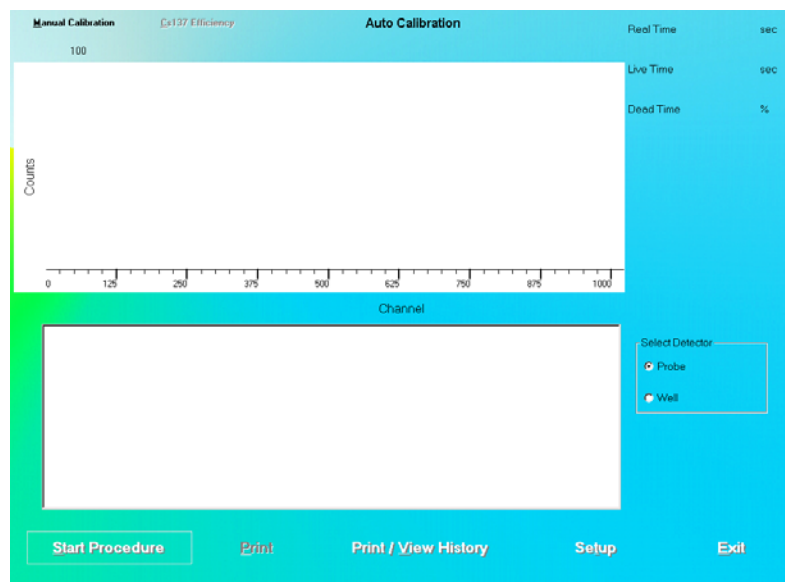 Manual Calibration Cs137 Efficiency Auto Calibration
Real Time sec
100
Live Time sec
Dead Time %
Counts
0 125 250 375 500 625 750 875 1000
Channel
Select Detector
Probe
Well
Start Procedure Print Print / View History Setup Exit